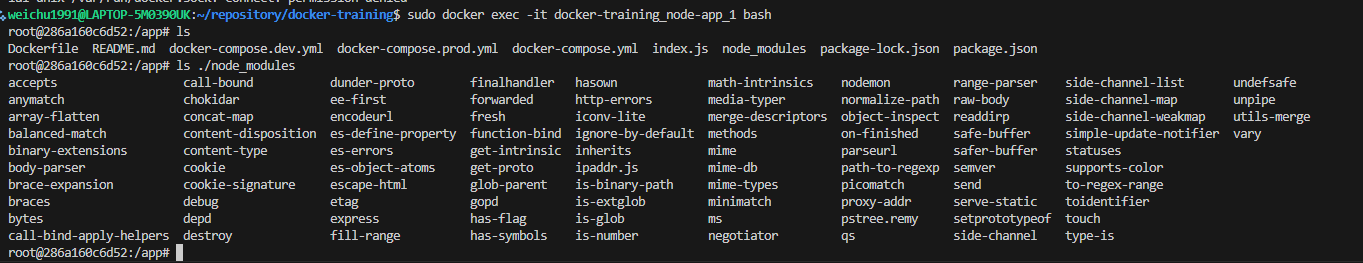 weichu1991@LAPTOP-5M0390UK:~/repository/docker-training$ sudo docker exec -it docker-training_node-app_1 bash
root@286a160c6d52:/app# ls
Dockerfile README.md docker-compose.dev.yml docker-compose.prod.yml docker-compose.yml index.js node_modules package-lock.json package.json
root@286a160c6d52:/app# ls ./node_modules
accepts call-bound dunder-proto finalhandler hasown math-intrinsics nodemon range-parser side-channel-list undefsafe
anymatch chokidar ee-first forwarded http-errors media-typer normalize-path raw-body side-channel-map unpipe
array-flatten concat-map encodeurl fresh iconv-lite merge-descriptors object-inspect readdirp side-channel-weakmap utils-merge
balanced-match content-disposition es-define-property function-bind ignore-by-default methods on-finished safe-buffer simple-update-notifier vary
binary-extensions content-type es-errors get-intrinsic inherits mime parseurl safer-buffer statuses
body-parser cookie es-object-atoms get-proto ipaddr.js mime-db path-to-regexp semver supports-color
brace-expansion cookie-signature escape-html glob-parent is-binary-path mime-types picomatch send to-regex-range
braces debug etag gopd is-extglob minimatch proxy-addr serve-static toidentifier
bytes depd express has-flag is-glob ms pstree.remy setprototypeof touch
call-bind-apply-helpers destroy fill-range has-symbols is-number negotiator qs side-channel type-is
root@286a160c6d52:/app#